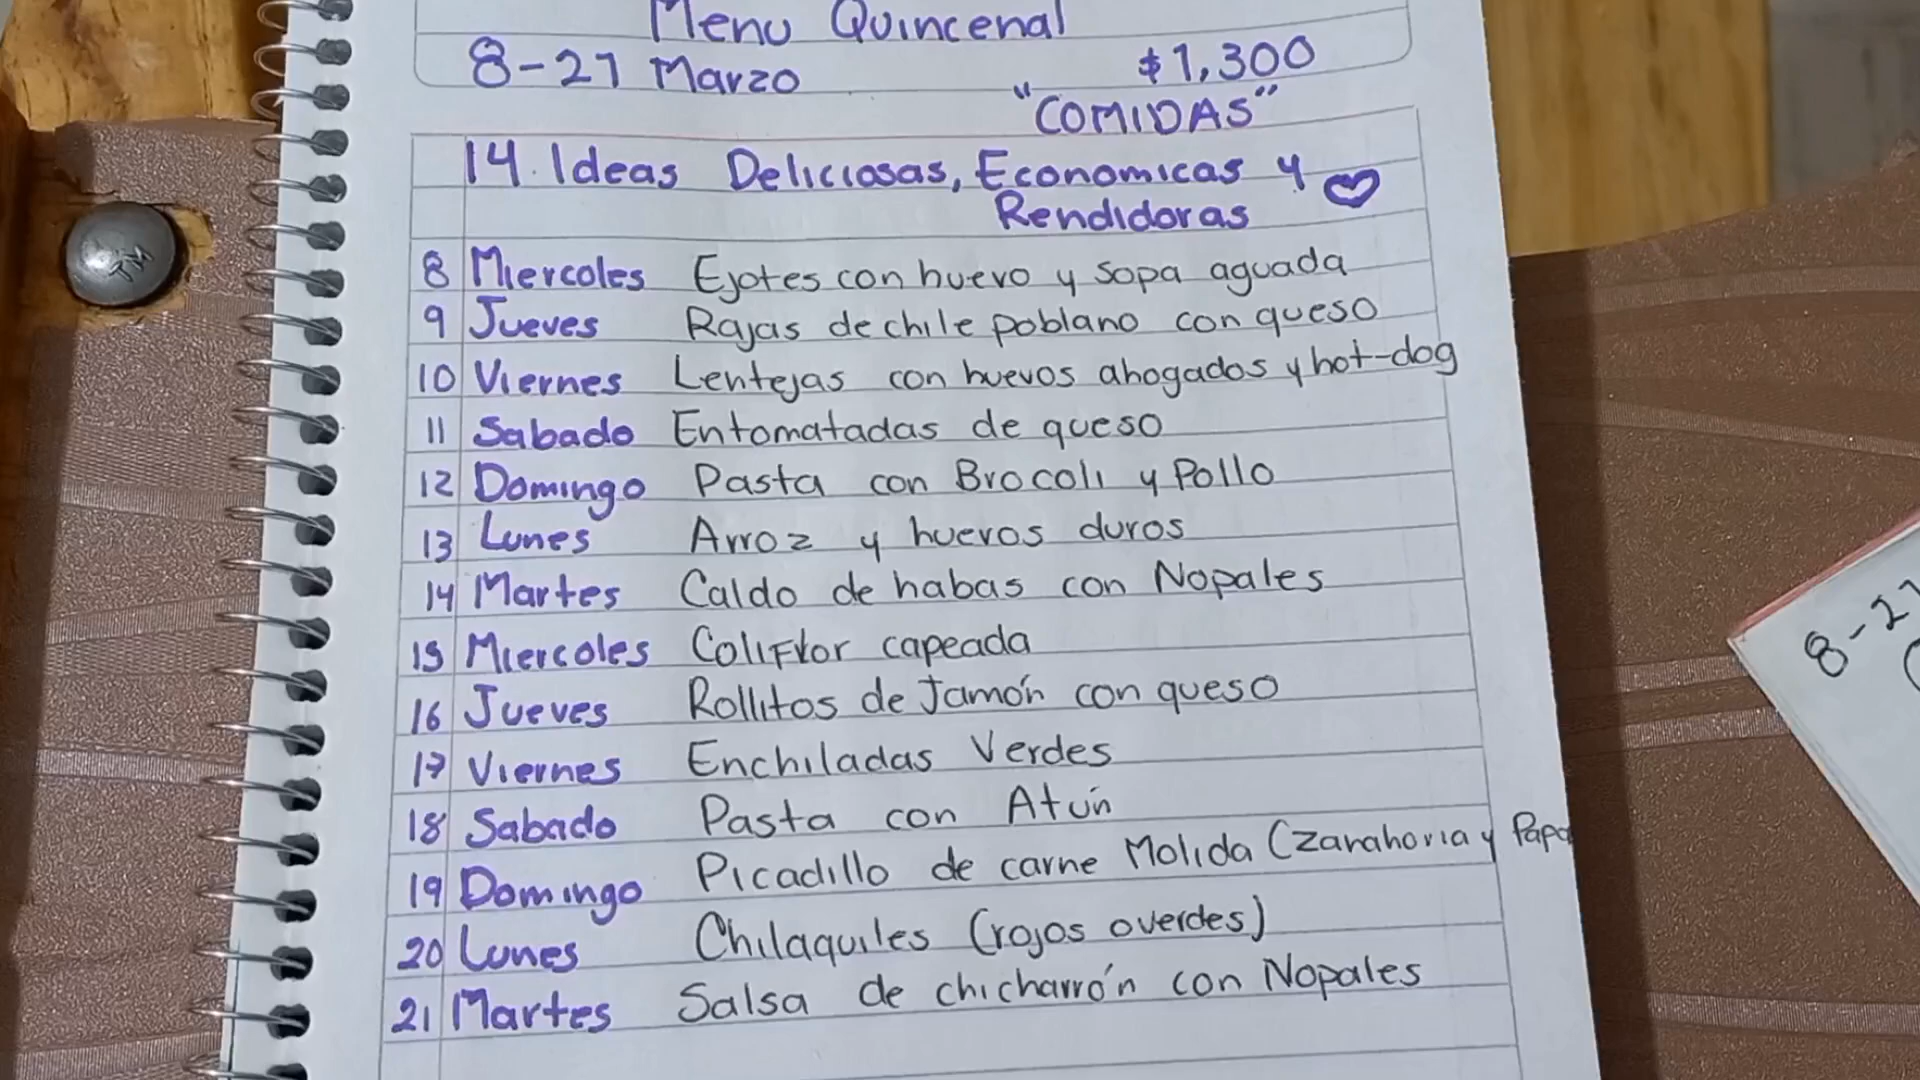 Menu Quincenal
8-27 Marzo $1,300
"COMIDAS"
14. Ideas Deliciosas, Economicas y
Rendidoras
8 Miercoles Ejotes con huevo y sopa aguada
9 Jueves Rajas de chile poblano con queso
10 Viernes Lentejas con huevos ahogados y hot-dog
11 Sabado Entomatadas de queso
12 Domingo Pasta con Brocoli y Pollo
13 Lunes Arroz y huevos duros
14 Martes Caldo de habas con Nopales
15 Miercoles Coliflor capeada
16 Jueves Rollitos de Jamón con queso
17 Viernes Enchiladas Verdes
18 Sabado Pasta con Atún
19 Domingo Picadillo de carne Molida (Zanahoria y Papa
20 Lunes Chilaquiles (rojos o verdes)
21 Martes Salsa de chicharrón con Nopales
8-27
TM